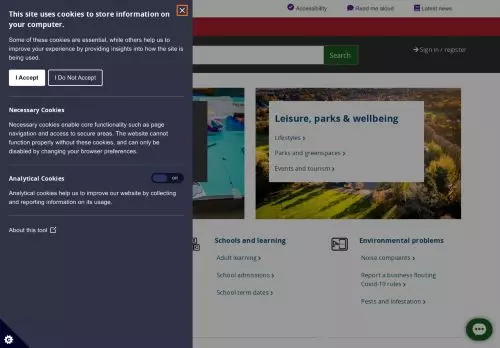 This site uses cookies to store information on
your computer.
Some of these cookies are essential, while others help us to
improve your experience by providing insights into how the site is
being used.
I Accept
I Do Not Accept
Necessary Cookies
Necessary cookies enable core functionality such as page
navigation and access to secure areas. The website cannot
function properly without these cookies, and can only be
disabled by changing your browser preferences.
Analytical Cookies
Off
Analytical cookies help us to improve our website by collecting
and reporting information on its usage.
About this tool
Accessibility
Read me aloud
Latest news
Search
Sign in / register
Leisure, parks & wellbeing
Lifestyles
Parks and greenspaces
Events and tourism
Schools and learning
Adult learning
School admissions
School term dates
Environmental problems
Noise complaints
Report a business flouting
Covid-19 rules
Pests and infestation